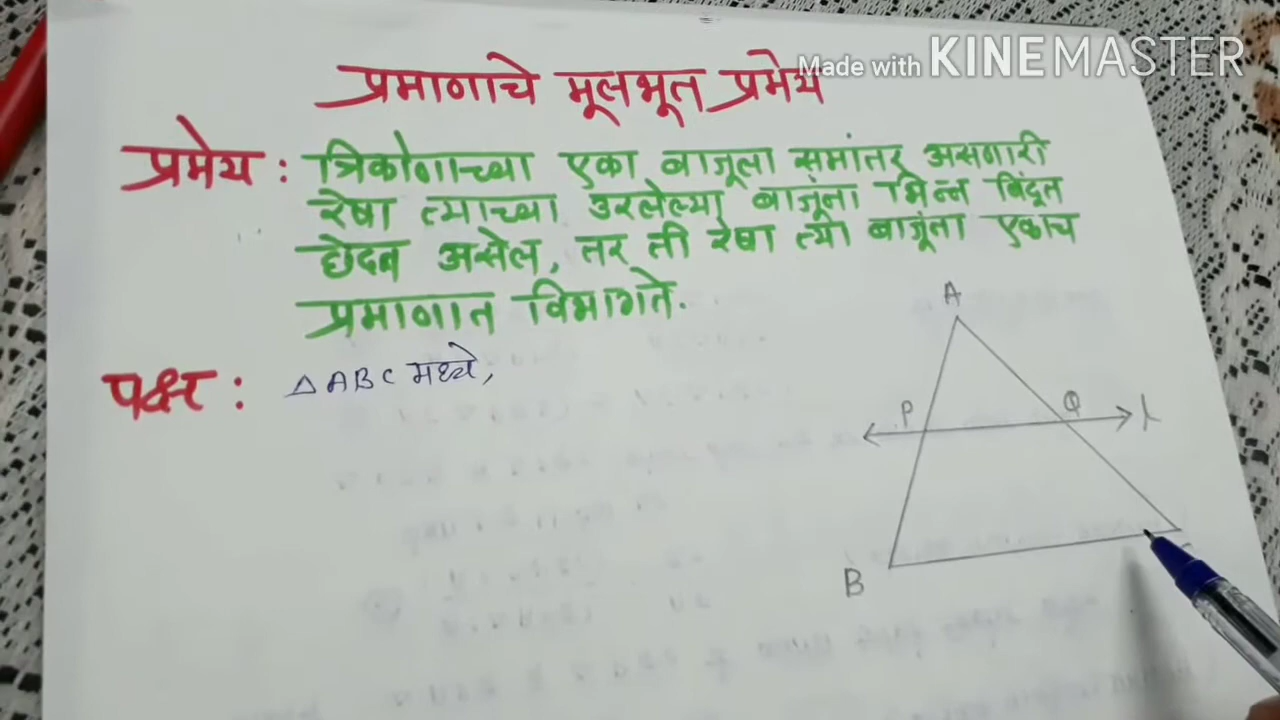 Made with KINEMASTER
प्रमाणाचे मूलभूत प्रमेय
प्रमेय : त्रिकोणाच्या एका बाजूला समांतर असणारी
रेषा त्याच्या उरलेल्या बाजूंना भिन्न बिंदूत
छेदत असेल, तर ती रेषा त्या बाजूंना एकाच
प्रमाणात विभागते.
पक्ष : △ ABC मध्ये,
A
P
Q
l
B